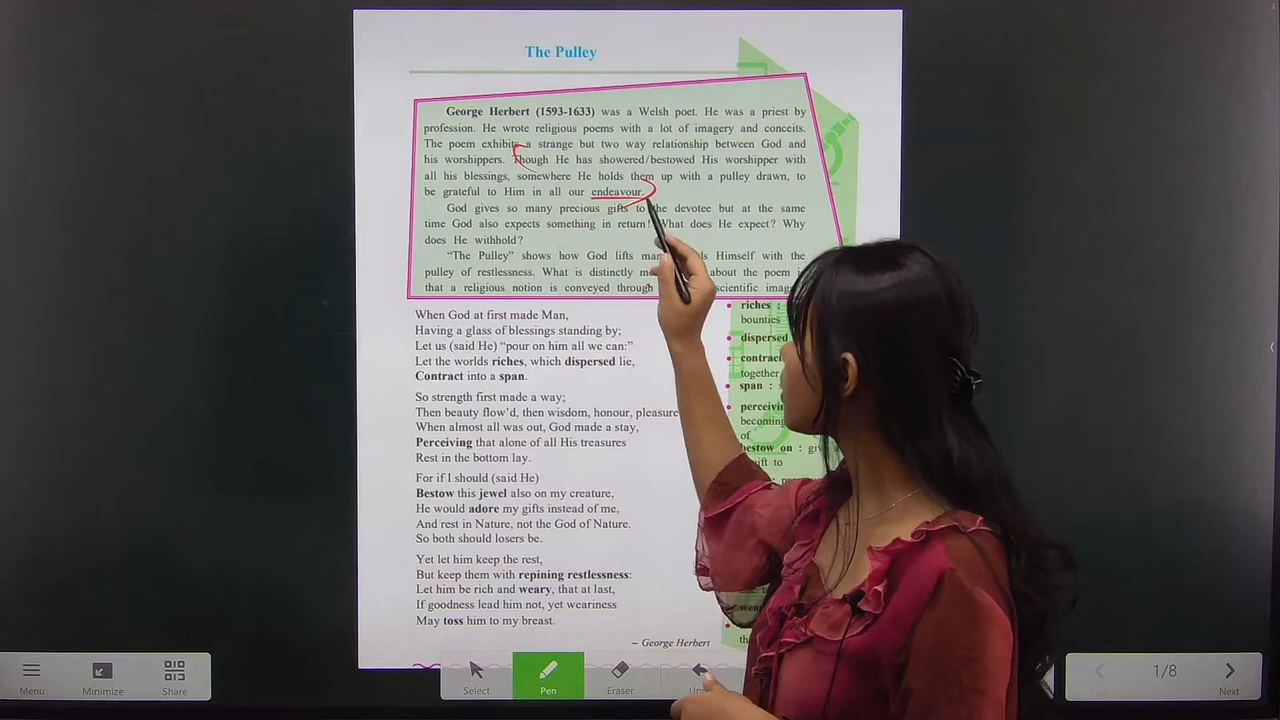 The Pulley
George Herbert (1593-1633) was a Welsh poet. He was a priest by
profession. He wrote religious poems with a lot of imagery and conceits.
The poem exhibits a strange but two way relationship between God and
his worshippers. Though He has showered/bestowed His worshipper with
all his blessings, somewhere He holds them up with a pulley drawn, to
be grateful to Him in all our endeavour.
God gives so many precious gifts to the devotee but at the same
time God also expects something in return! What does He expect? Why
does He withhold?
"The Pulley" shows how God lifts Himself with the
pulley of restlessness. What is distinctly about the poem
that a religious notion is conveyed through scientific
When God at first made Man,
Having a glass of blessings standing by;
Let us (said He) "pour on him all we can:"
Let the worlds riches, which dispersed lie,
Contract into a span.
So strength first made a way;
Then beauty flow'd, then wisdom, honour, pleasure
When almost all was out, God made a stay,
Perceiving that alone of all His treasures
Rest in the bottom lay.
For if I should (said He)
Bestow this jewel also on my creature,
He would adore my gifts instead of me,
And rest in Nature, not the God of Nature.
So both should losers be.
Yet let him keep the rest,
But keep them with repining restlessness:
Let him be rich and weary, that at last,
If goodness lead him not, yet weariness
May toss him to my breast.
– George Herbert
riches :
bounties
dispersed
contract
together
span :
becoming
of
bestow on :
Menu
Minimize
Share
Select
Pen
Eraser
1/8
Next